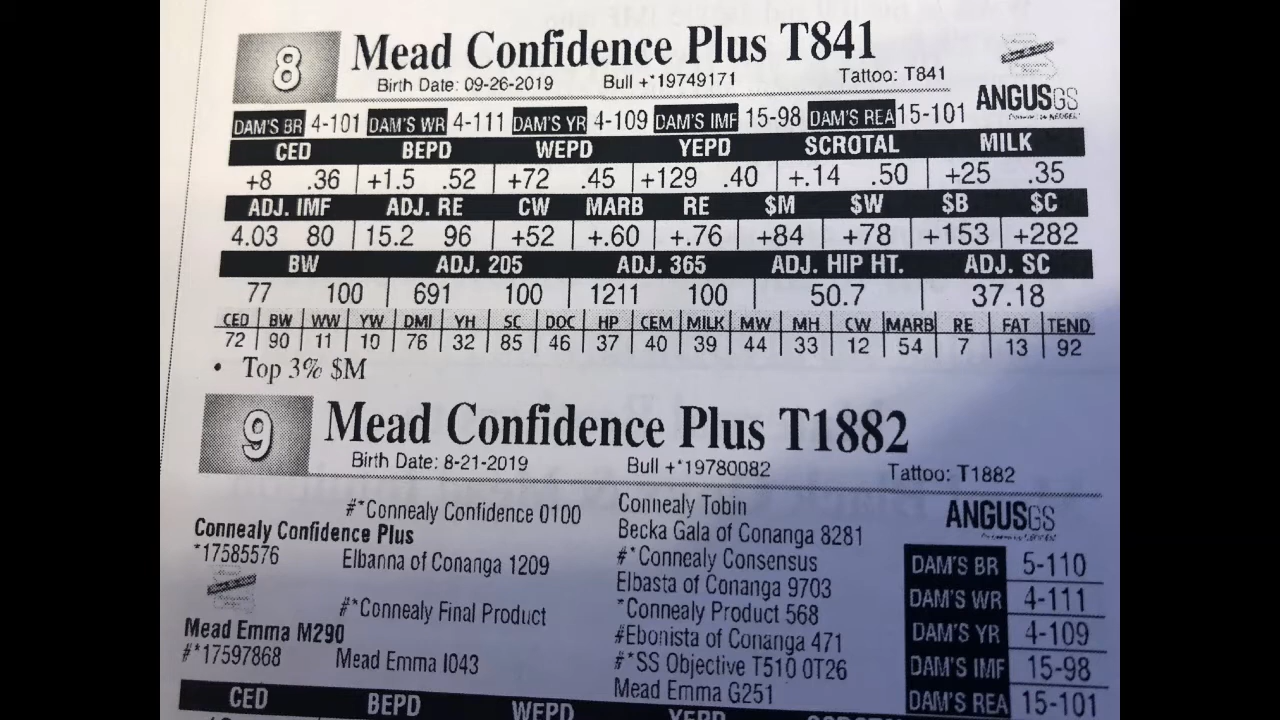 8 Mead Confidence Plus T841
Birth Date: 09-26-2019 Bull +*19749171 Tattoo: T841
ANGUSGS
DAM'S BR 4-101 DAM'S WR 4-111 DAM'S YR 4-109 DAM'S IMF 15-98 DAM'S REA 15-101
CED BEPD WEPD YEPD SCROTAL MILK
+8 .36 +1.5 .52 +72 .45 +129 .40 +.14 .50 +25 .35
ADJ. IMF ADJ. RE CW MARB RE $M $W $B $C
4.03 80 15.2 96 +52 +.60 +.76 +84 +78 +153 +282
BW ADJ. 205 ADJ. 365 ADJ. HIP HT. ADJ. SC
77 100 691 100 1211 100 50.7 37.18
CED BW WW YW DMI YH SC DOC HP CEM MILK MW MH CW MARB RE FAT TEND
72 90 11 10 76 32 85 46 37 40 39 44 33 12 54 7 13 92
• Top 3% $M
9 Mead Confidence Plus T1882
Birth Date: 8-21-2019 Bull +*19780082 Tattoo: T1882
#*Connealy Confidence 0100
Connealy Confidence Plus
*17585576 Elbanna of Conanga 1209
#*Connealy Final Product
Mead Emma M290
#*17597868 Mead Emma I043
Connealy Tobin
Becka Gala of Conanga 8281
#*Connealy Consensus
Elbasta of Conanga 9703
*Connealy Product 568
#Ebonista of Conanga 471
#*SS Objective T510 0T26
Mead Emma G251
ANGUSGS
DAM'S BR 5-110
DAM'S WR 4-111
DAM'S YR 4-109
DAM'S IMF 15-98
DAM'S REA 15-101
CED BEPD WEPD YEPD